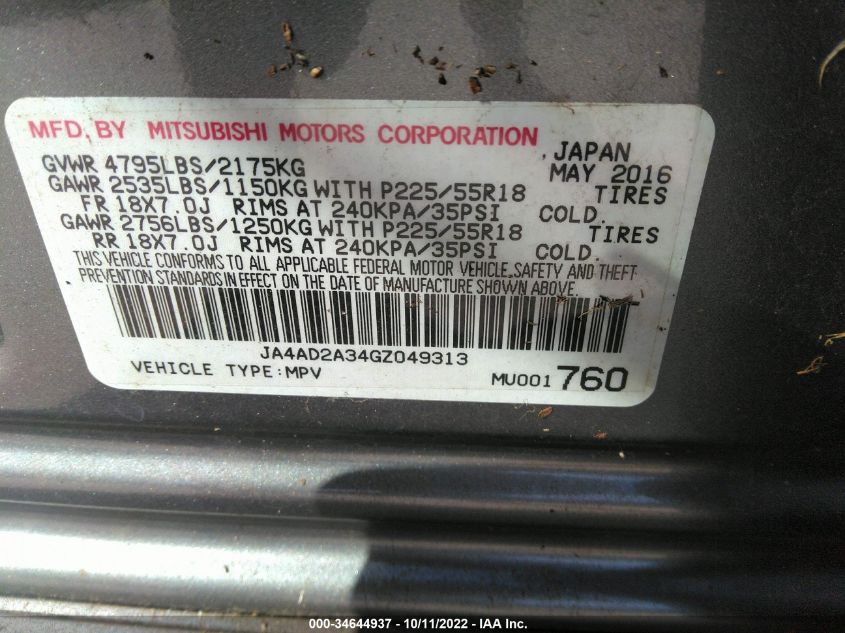 MFD. BY MITSUBISHI MOTORS CORPORATION
JAPAN
GVWR 4795LBS/2175KG MAY 2016
GAWR 2535LBS/1150KG WITH P225/55R18 TIRES
FR 18X7.0J RIMS AT 240KPA/35PSI COLD.
GAWR 2756LBS/1250KG WITH P225/55R18 TIRES
RR 18X7.0J RIMS AT 240KPA/35PSI COLD.
THIS VEHICLE CONFORMS TO ALL APPLICABLE FEDERAL MOTOR VEHICLE SAFETY AND THEFT
PREVENTION STANDARDS IN EFFECT ON THE DATE OF MANUFACTURE SHOWN ABOVE.
JA4AD2A34GZ049313
VEHICLE TYPE:MPV MU001760
000-34644937 - 10/11/2022 - IAA Inc.